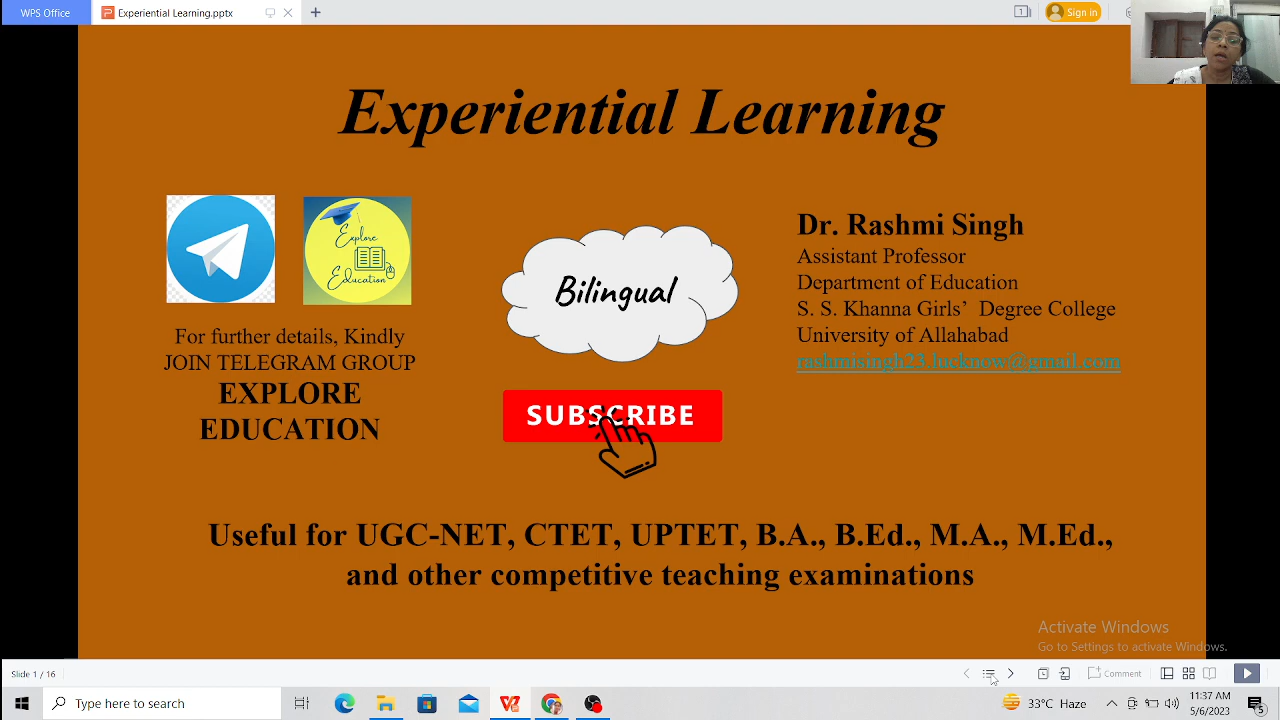 WPS Office
Experiential Learning.pptx
1
Sign in
Experiential Learning
Explore
Education
For further details, Kindly
JOIN TELEGRAM GROUP
EXPLORE
EDUCATION
Bilingual
SUBSCRIBE
Dr. Rashmi Singh
Assistant Professor
Department of Education
S. S. Khanna Girls’ Degree College
University of Allahabad
rashmisingh23.lucknow@gmail.com
Useful for UGC-NET, CTET, UPTET, B.A., B.Ed., M.A., M.Ed.,
and other competitive teaching examinations
Activate Windows
Go to Settings to activate Windows.
Slide 1 / 16
Comment
Type here to search
33°C Haze
11:37 AM
5/6/2023
5